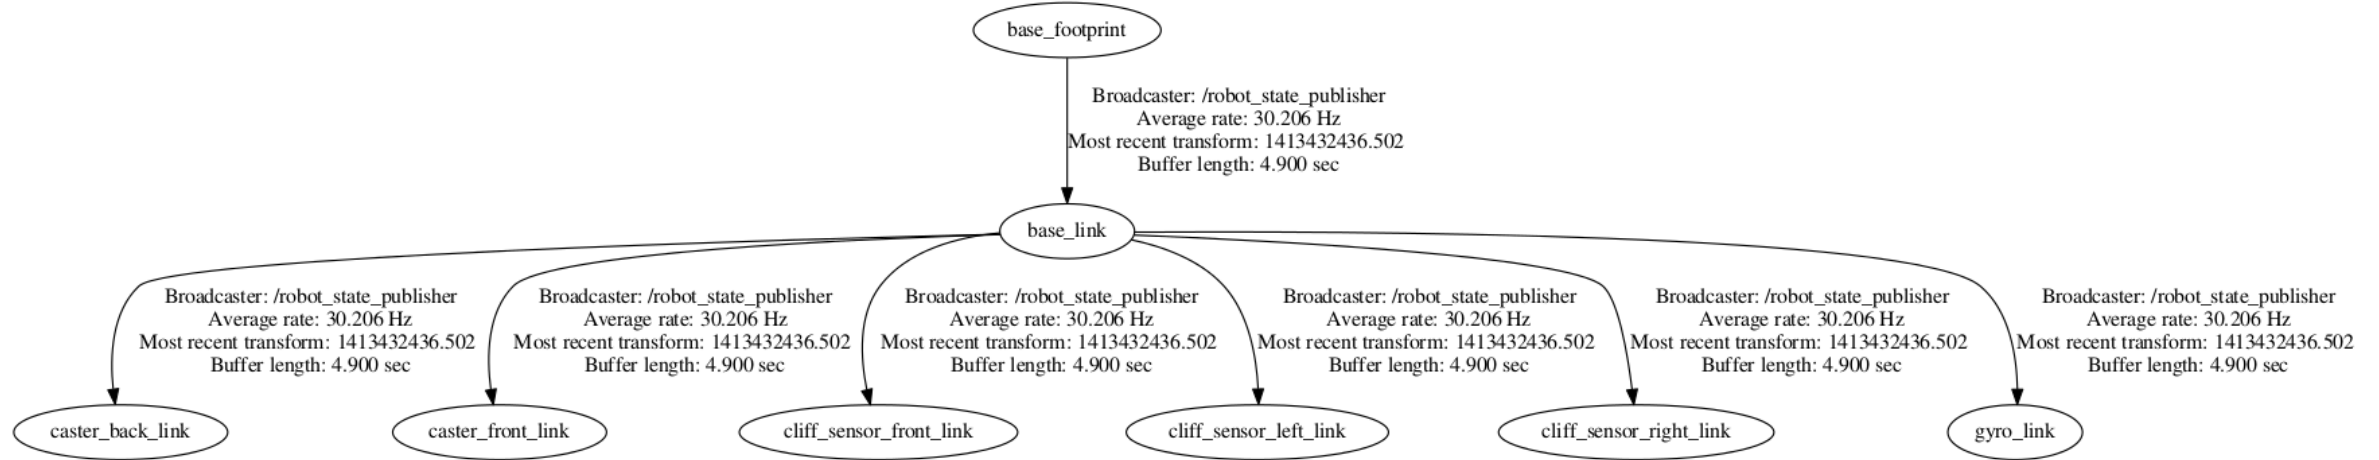 base_footprint
Broadcaster: /robot_state_publisher
Average rate: 30.206 Hz
Most recent transform: 1413432436.502
Buffer length: 4.900 sec
base_link
Broadcaster: /robot_state_publisher
Average rate: 30.206 Hz
Most recent transform: 1413432436.502
Buffer length: 4.900 sec
Broadcaster: /robot_state_publisher
Average rate: 30.206 Hz
Most recent transform: 1413432436.502
Buffer length: 4.900 sec
Broadcaster: /robot_state_publisher
Average rate: 30.206 Hz
Most recent transform: 1413432436.502
Buffer length: 4.900 sec
Broadcaster: /robot_state_publisher
Average rate: 30.206 Hz
Most recent transform: 1413432436.502
Buffer length: 4.900 sec
Broadcaster: /robot_state_publisher
Average rate: 30.206 Hz
Most recent transform: 1413432436.502
Buffer length: 4.900 sec
Broadcaster: /robot_state_publisher
Average rate: 30.206 Hz
Most recent transform: 1413432436.502
Buffer length: 4.900 sec
caster_back_link
caster_front_link
cliff_sensor_front_link
cliff_sensor_left_link
cliff_sensor_right_link
gyro_link